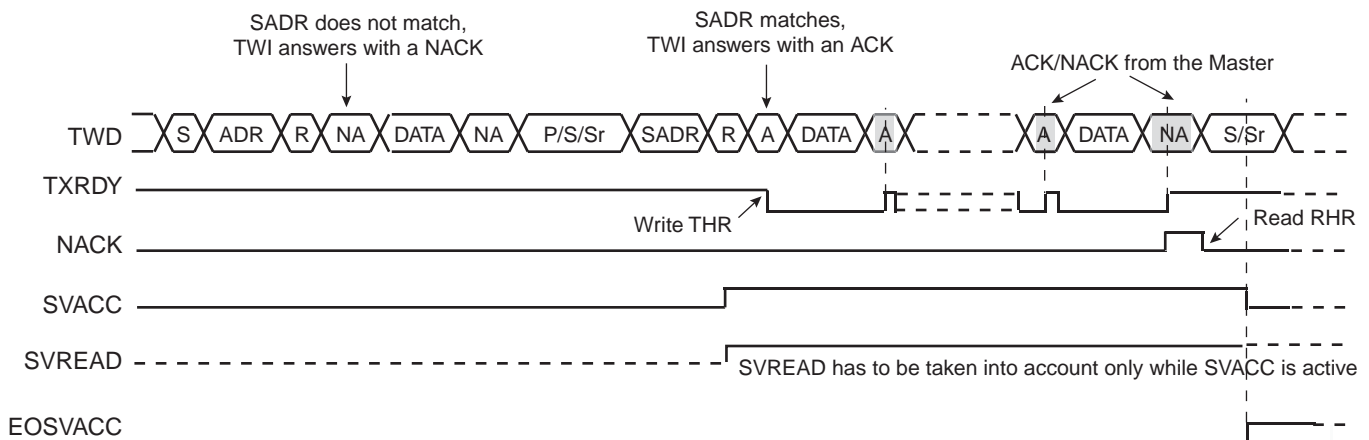 SADR does not match,
TWI answers with a NACK
SADR matches,
TWI answers with an ACK
ACK/NACK from the Master
TWD S ADR R NA DATA NA P/S/Sr SADR R A DATA A A DATA NA S/Sr
TXRDY
Write THR
Read RHR
NACK
SVACC
SVREAD
SVREAD has to be taken into account only while SVACC is active
EOSVACC